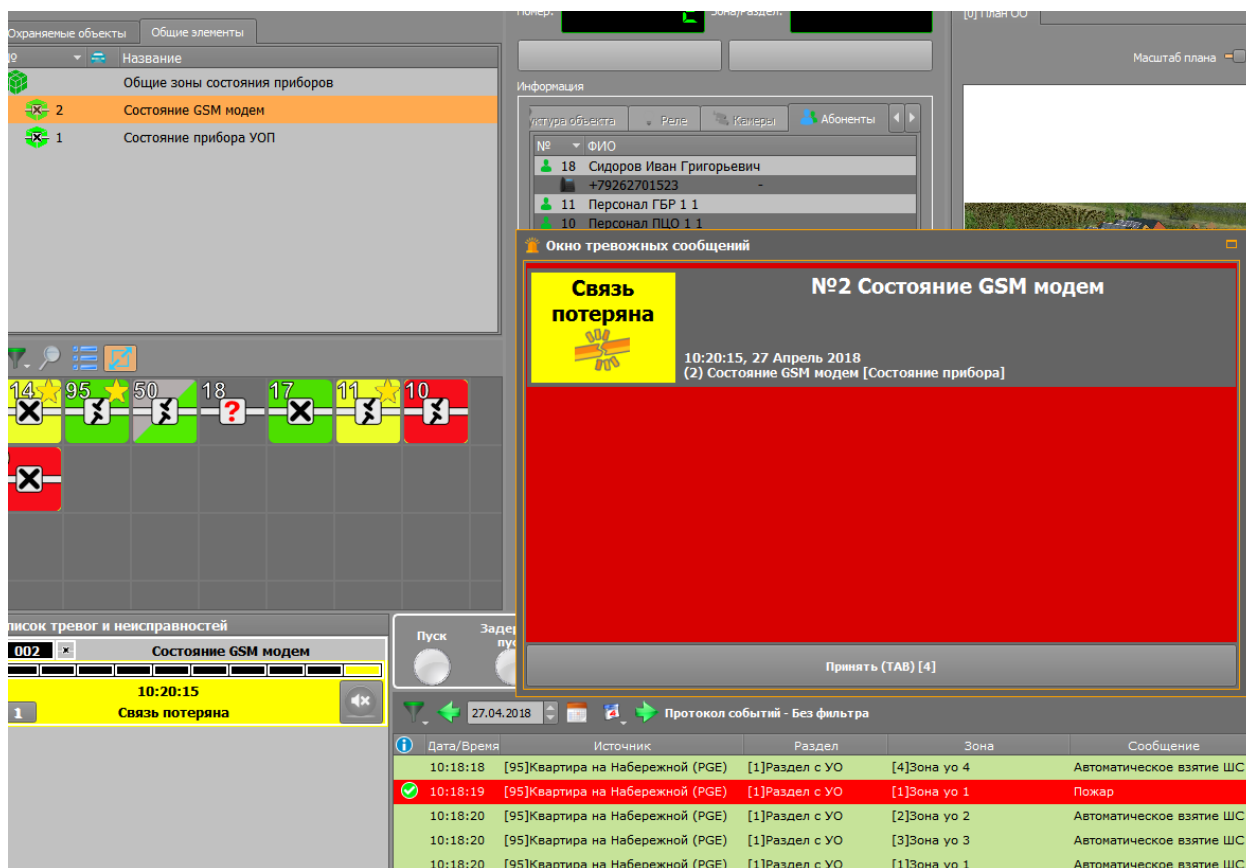 Номер:
Зона/Раздел:
[0] План ОО
Охраняемые объекты
Общие элементы
Название
Масштаб плана
Общие зоны состояния приборов
Информация
2 Состояние GSM модем
1 Состояние прибора УОП
Реле
Камеры
Абоненты
№ ФИО
18 Сидоров Иван Григорьевич
+79262701523 -
11 Персонал ГБР 1 1
10 Персонал ПЦО 1 1
Окно тревожных сообщений
Связь
потеряна
№2 Состояние GSM модем
10:20:15, 27 Апрель 2018
(2) Состояние GSM модем [Состояние прибора]
14 95 50 18 17 11 10
?
тревог и неисправностей
Пуск
002 Состояние GSM модем
10:20:15
1 Связь потеряна
Принять (TAB) [4]
27.04.2018
Протокол событий - Без фильтра
Дата/Время Источник Раздел Зона Сообщение
10:18:18 [95]Квартира на Набережной (PGE) [1]Раздел с УО [4]Зона уо 4 Автоматическое взятие ШС
10:18:19 [95]Квартира на Набережной (PGE) [1]Раздел с УО [1]Зона уо 1 Пожар
10:18:20 [95]Квартира на Набережной (PGE) [1]Раздел с УО [2]Зона уо 2 Автоматическое взятие ШС
10:18:20 [95]Квартира на Набережной (PGE) [1]Раздел с УО [3]Зона уо 3 Автоматическое взятие ШС
10:18:20 [95]Квартира на Набережной (PGE) [1]Раздел с УО [1]Зона уо 1 Автоматическое взятие ШС